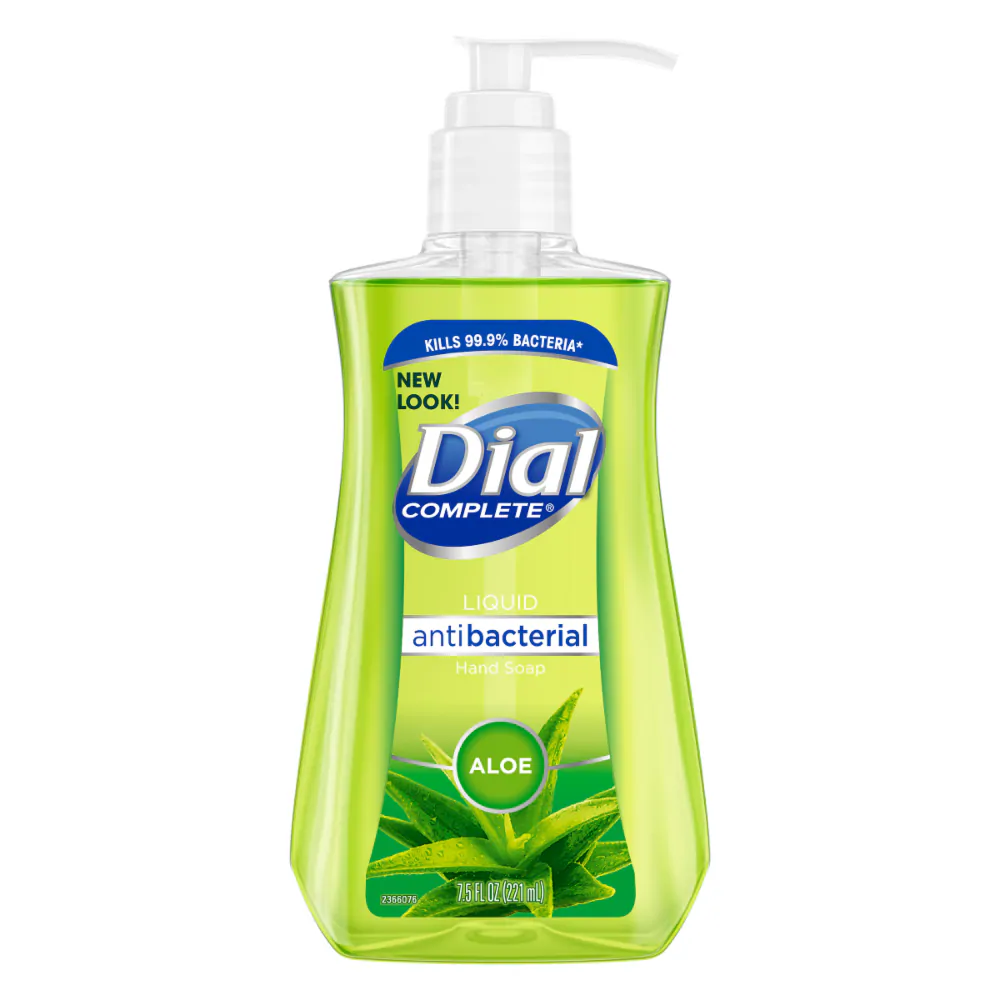 KILLS 99.9% BACTERIA*
NEW
LOOK!
Dial
COMPLETE®
LIQUID
antibacterial
Hand Soap
ALOE
2366076
7.5 FL OZ (221 mL)